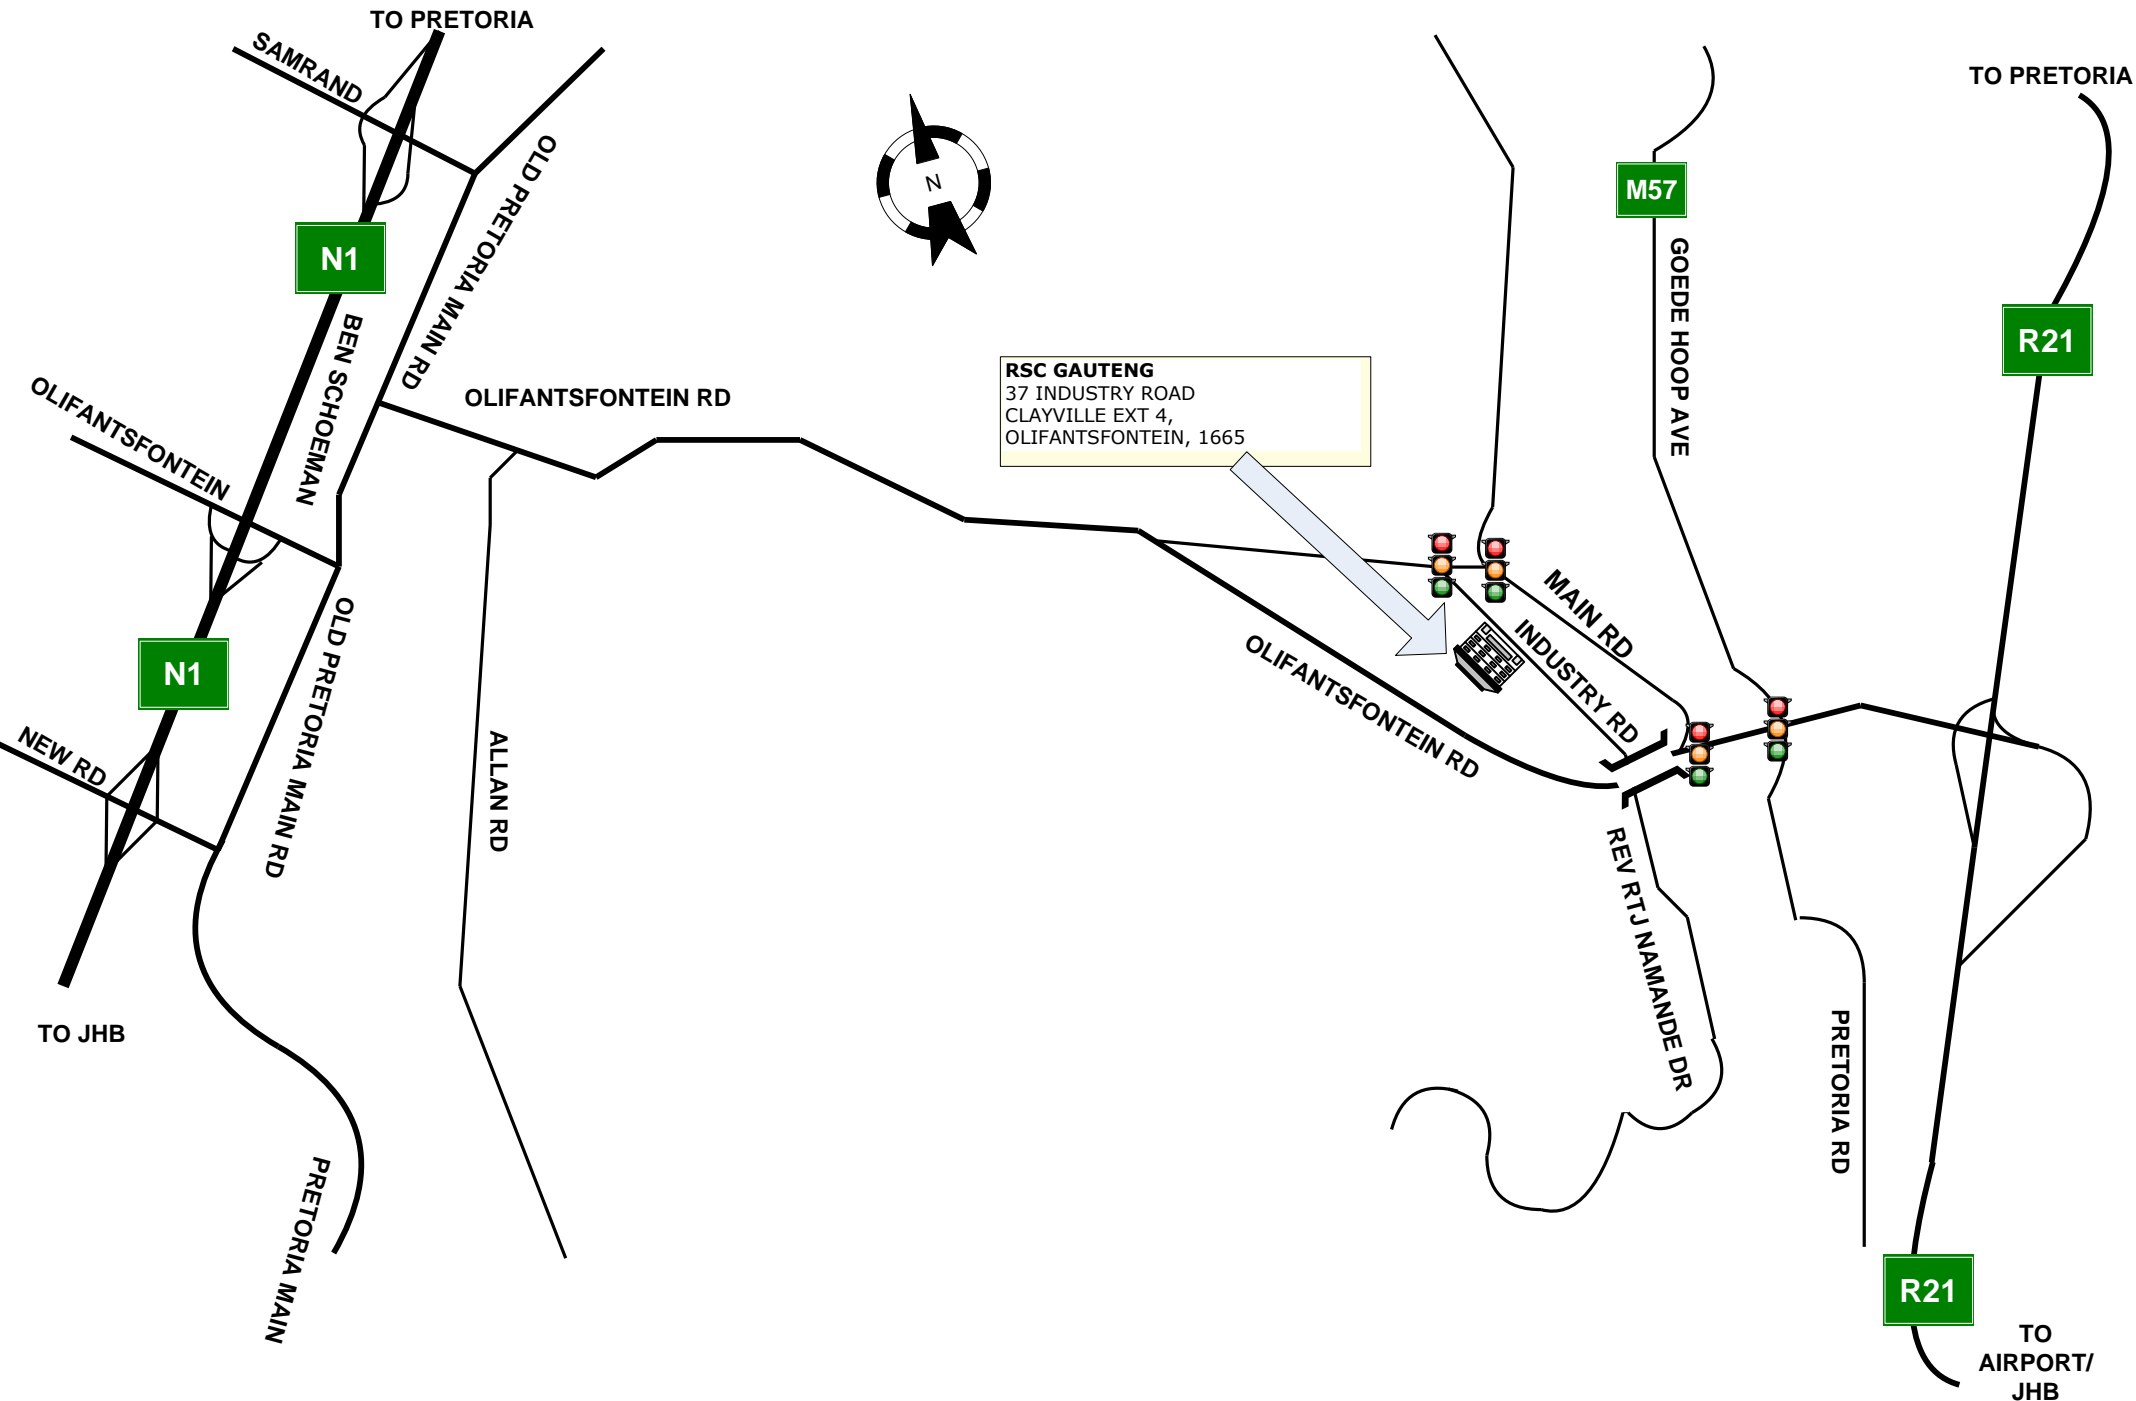 TO PRETORIA
SAMRAND
OLD PRETORIA MAIN RD
N
M57
TO PRETORIA
N1
GOEDE HOOP AVE
R21
BEN SCHOEMAN
OLIFANTSFONTEIN
OLIFANTSFONTEIN RD
RSC GAUTENG
37 INDUSTRY ROAD
CLAYVILLE EXT 4,
OLIFANTSFONTEIN, 1665
MAIN RD
INDUSTRY RD
OLIFANTSFONTEIN RD
OLD PRETORIA MAIN RD
N1
NEW RD
ALLAN RD
REV RTJ NAMANDE DR
TO JHB
PRETORIA RD
PRETORIA MAIN
R21
TO
AIRPORT/
JHB